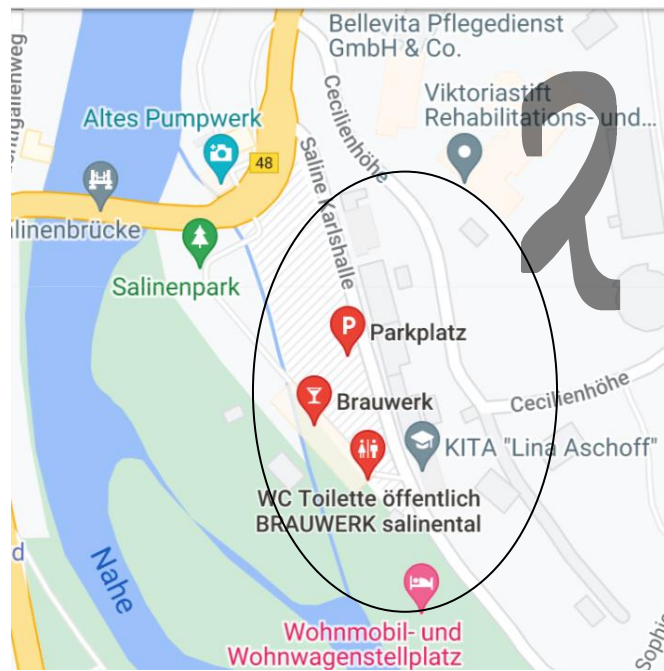 Bellevita Pflegedienst
GmbH & Co.
Cecilienhöhe
Viktoriastift
Rehabilitations- und...
Altes Pumpwerk
48
Saline Karlshalle
linenbrücke
Salinenpark
P
Parkplatz
Brauwerk
Cecilienhöhe
KITA "Lina Aschoff"
WC Toilette öffentlich
BRAUWERK salinental
d
Nahe
Wohnmobil- und
Wohnwagenstellplatz
Sophie